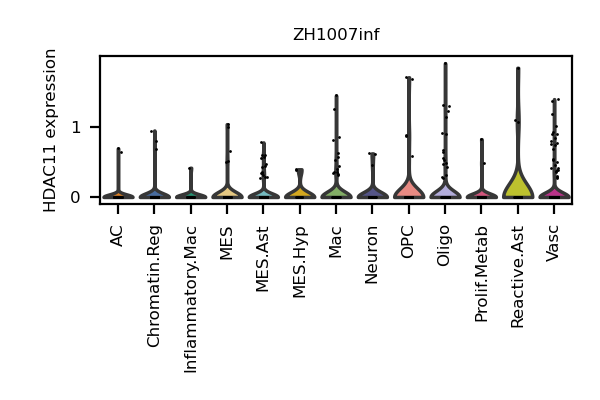 ZH1007inf
HDAC11 expression
1
0
AC
Chromatin.Reg
Inflammatory.Mac
MES
MES.Ast
MES.Hyp
Mac
Neuron
OPC
Oligo
Prolif.Metab
Reactive.Ast
Vasc